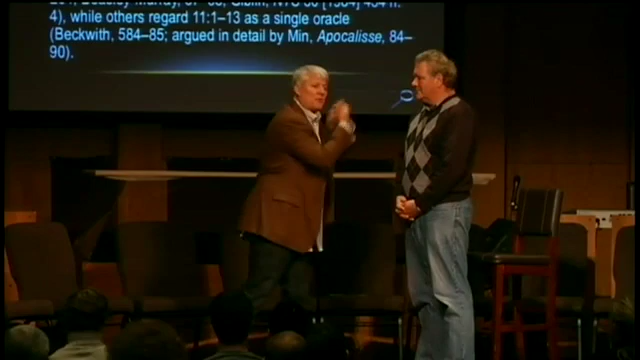 4), while others regard 11:1–13 as a single oracle
(Beckwith, 584–85; argued in detail by Min, Apocalisse, 84–
90).